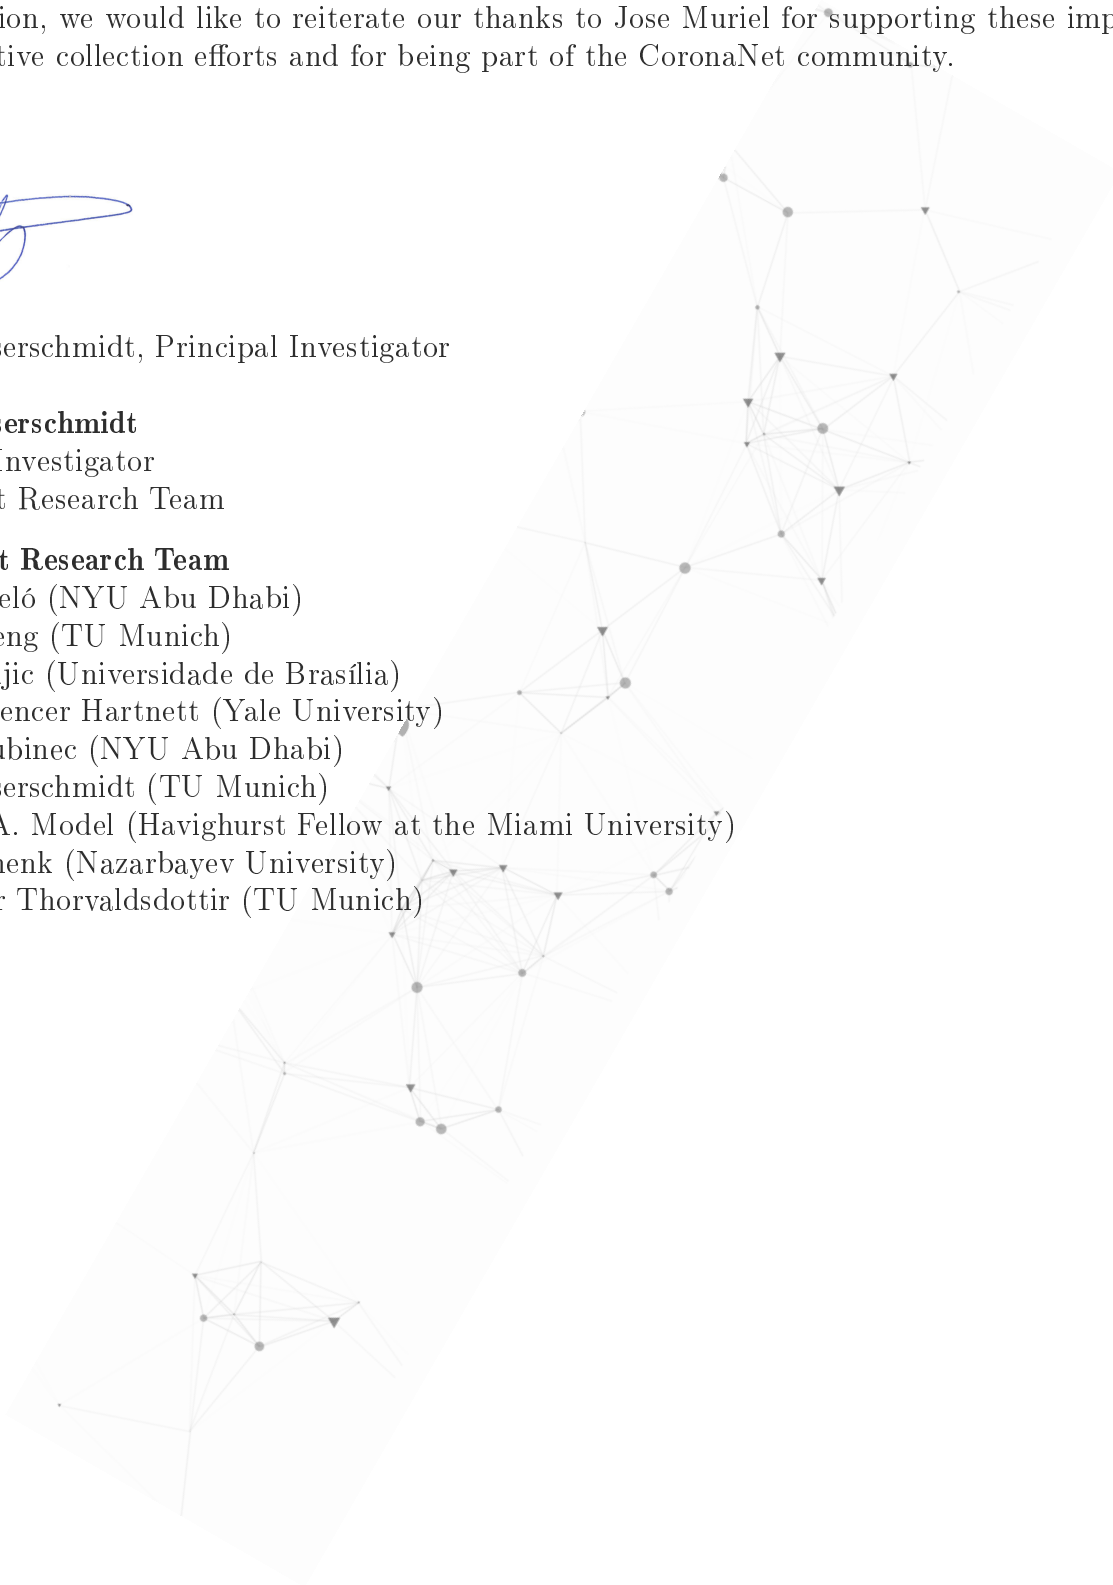 ion, we would like to reiterate our thanks to Jose Muriel for supporting these imp
tive collection efforts and for being part of the CoronaNet community.
serschmidt, Principal Investigator
serschmidt
Investigator
t Research Team
t Research Team
eló (NYU Abu Dhabi)
eng (TU Munich)
ajic (Universidade de Brasília)
encer Hartnett (Yale University)
ubinec (NYU Abu Dhabi)
serschmidt (TU Munich)
A. Model (Havighurst Fellow at the Miami University)
henk (Nazarbayev University)
r Thorvaldsdottir (TU Munich)